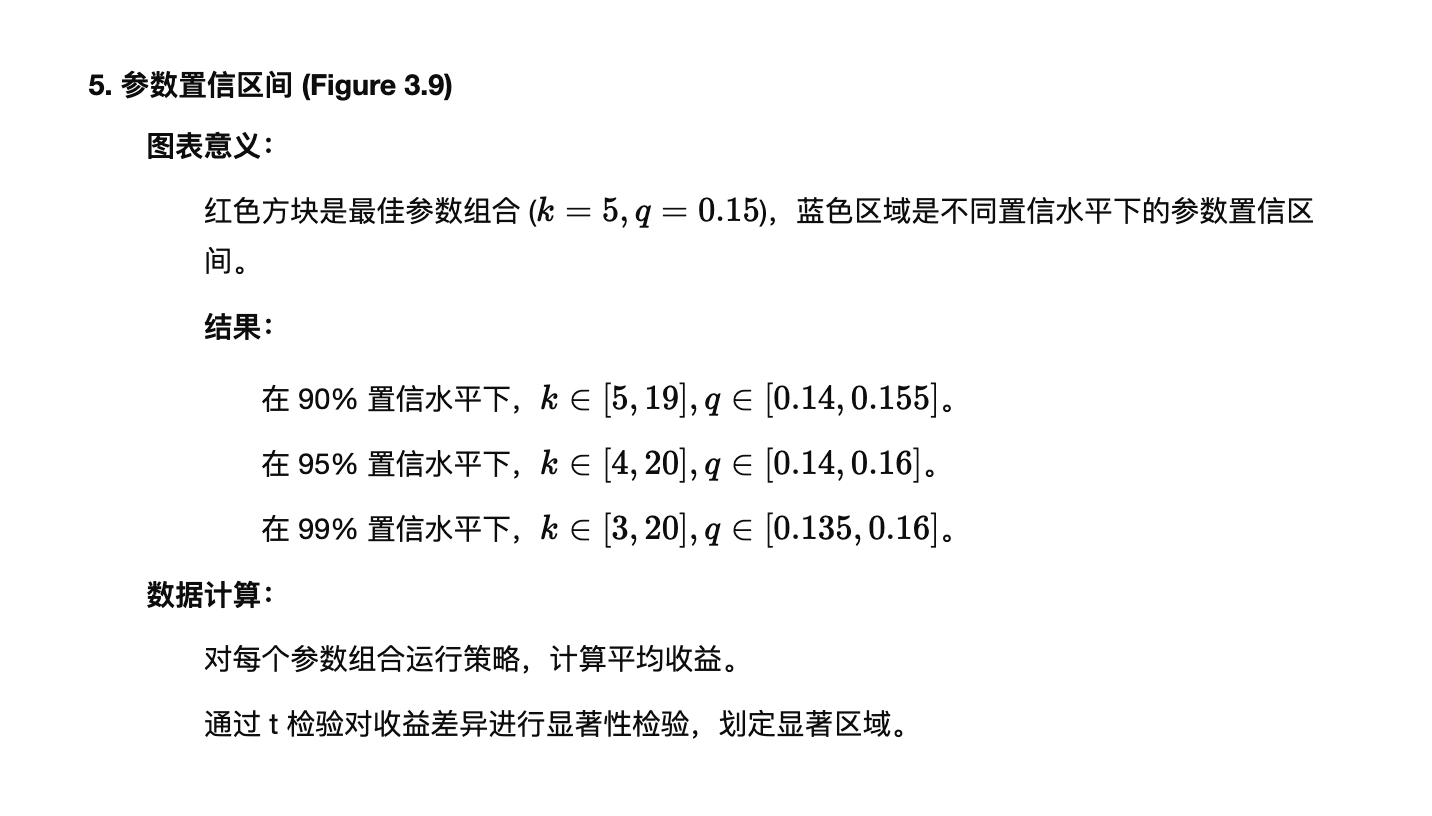 5. 参数置信区间 (Figure 3.9)
图表意义：
红色方块是最佳参数组合 (k = 5, q = 0.15)，蓝色区域是不同置信水平下的参数置信区
间。
结果：
在 90% 置信水平下，k ∈ [5, 19], q ∈ [0.14, 0.155]。
在 95% 置信水平下，k ∈ [4, 20], q ∈ [0.14, 0.16]。
在 99% 置信水平下，k ∈ [3, 20], q ∈ [0.135, 0.16]。
数据计算：
对每个参数组合运行策略，计算平均收益。
通过 t 检验对收益差异进行显著性检验，划定显著区域。